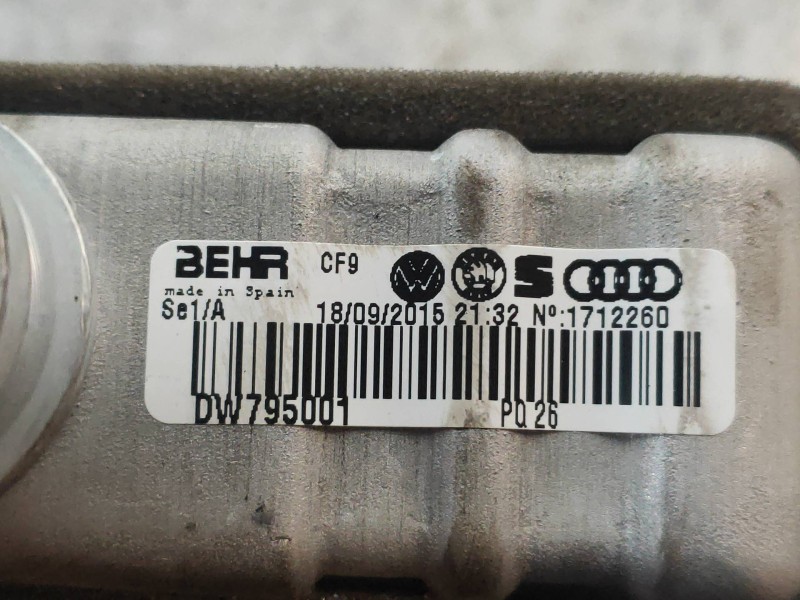 BEHR CF9
made in Spain
Se1/A 18/09/2015 21:32 Nº:1712260
DW795001 PQ 26